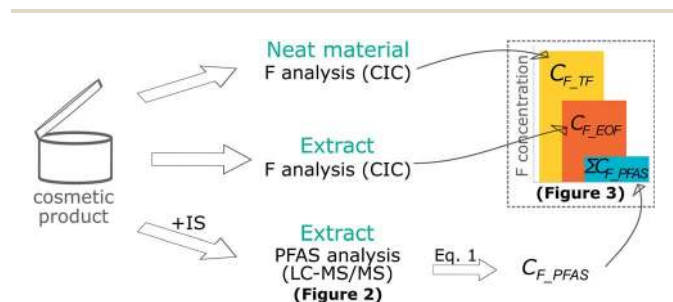 Neat material
F analysis (CIC)
Extract
F analysis (CIC)
cosmetic
product
+IS
Extract
PFAS analysis
(LC-MS/MS)
(Figure 2)
Eq. 1
C_F_PFAS
F concentration
C_F_TF
C_F_EOF
ΣC_F_PFAS
(Figure 3)